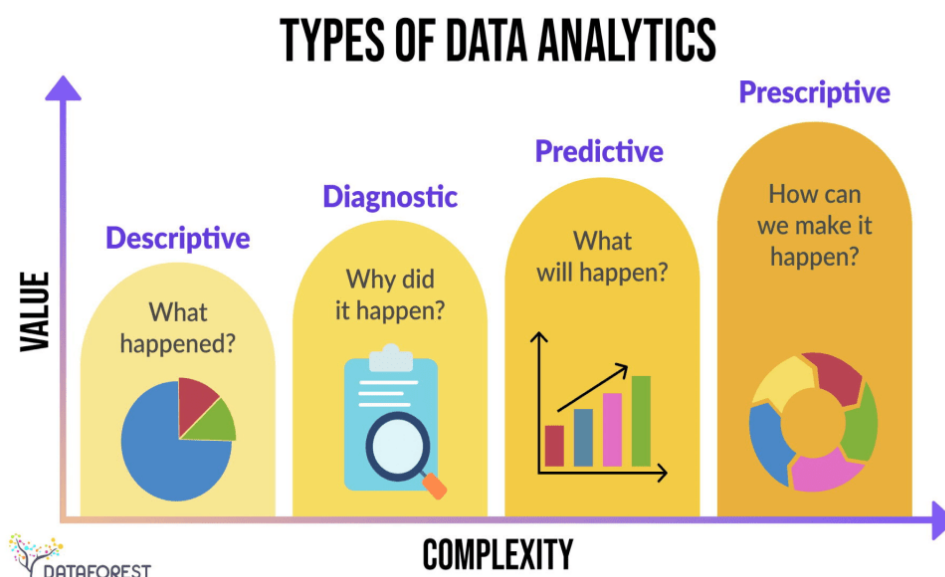 TYPES OF DATA ANALYTICS
Prescriptive
Predictive
Diagnostic
Descriptive
How can
we make it
happen?
What
will happen?
Why did
it happen?
What
happened?
VALUE
COMPLEXITY
DATAFOREST